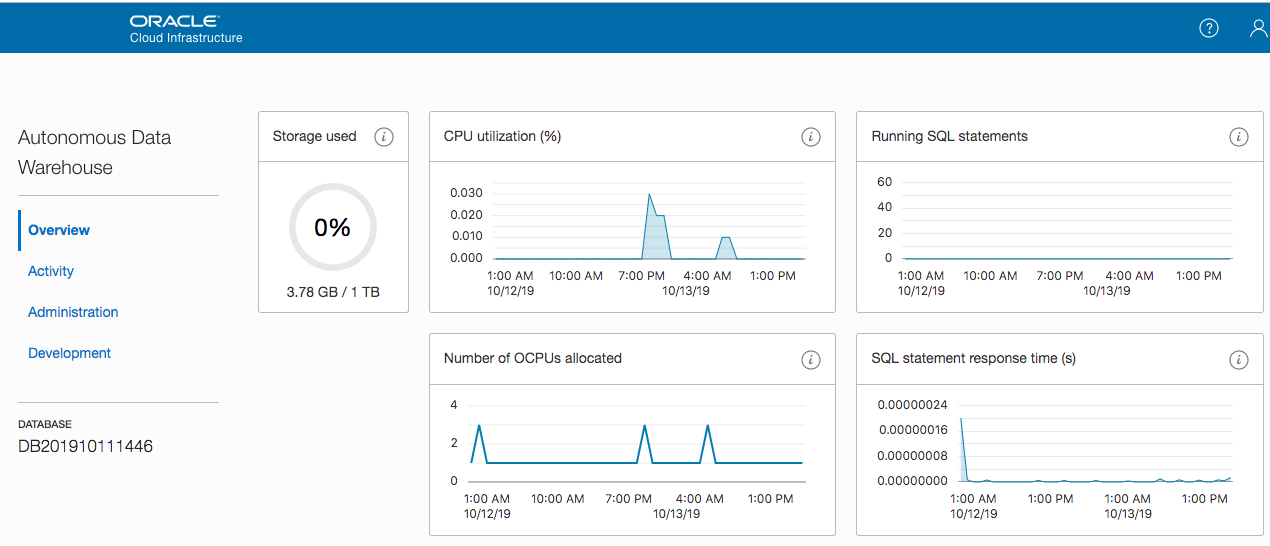 ORACLE
Cloud Infrastructure
?
Autonomous Data
Warehouse
Overview
Activity
Administration
Development
DATABASE
DB201910111446
Storage used i
0%
3.78 GB / 1 TB
CPU utilization (%) i
0.030
0.020
0.010
0.000
1:00 AM 10:00 AM 7:00 PM 4:00 AM 1:00 PM
10/12/19 10/13/19
Running SQL statements i
60
40
20
0
1:00 AM 10:00 AM 7:00 PM 4:00 AM 1:00 PM
10/12/19 10/13/19
Number of OCPUs allocated i
4
2
0
1:00 AM 10:00 AM 7:00 PM 4:00 AM 1:00 PM
10/12/19 10/13/19
SQL statement response time (s) i
0.00000024
0.00000016
0.00000008
0.00000000
1:00 AM 1:00 PM 1:00 AM 1:00 PM
10/12/19 10/13/19